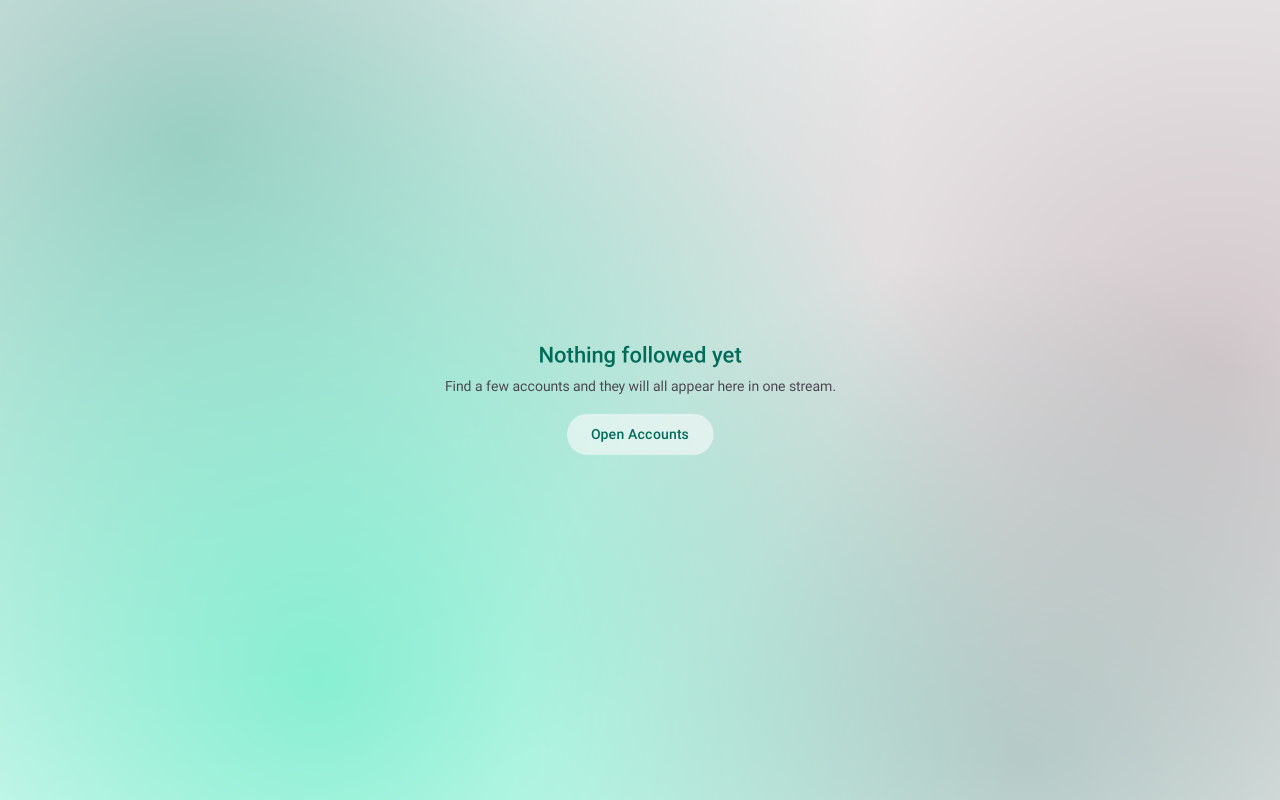 Nothing followed yet
Find a few accounts and they will all appear here in one stream.
Open Accounts